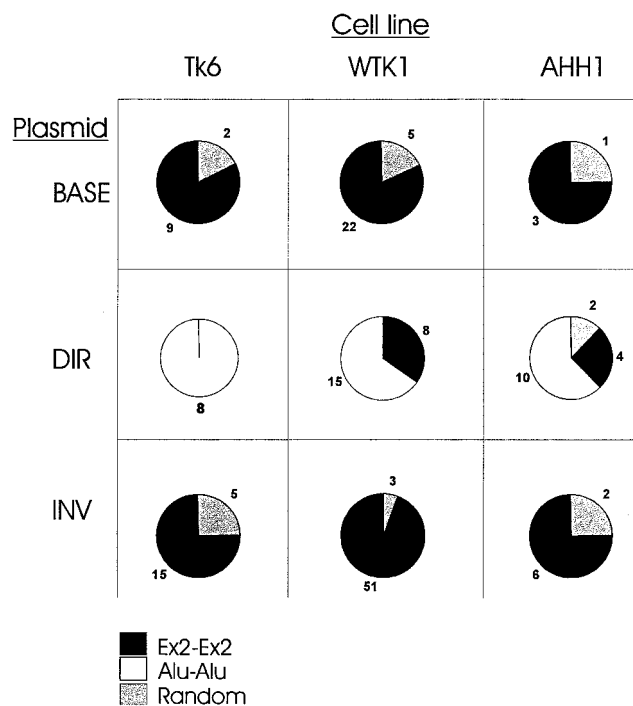 Cell line
Tk6 WTK1 AHH1
Plasmid
2 5 1
BASE
9 22 3
2
8
DIR
4
15 10
8
5 3 2
INV
15 51 6
Ex2-Ex2
Alu-Alu
Random